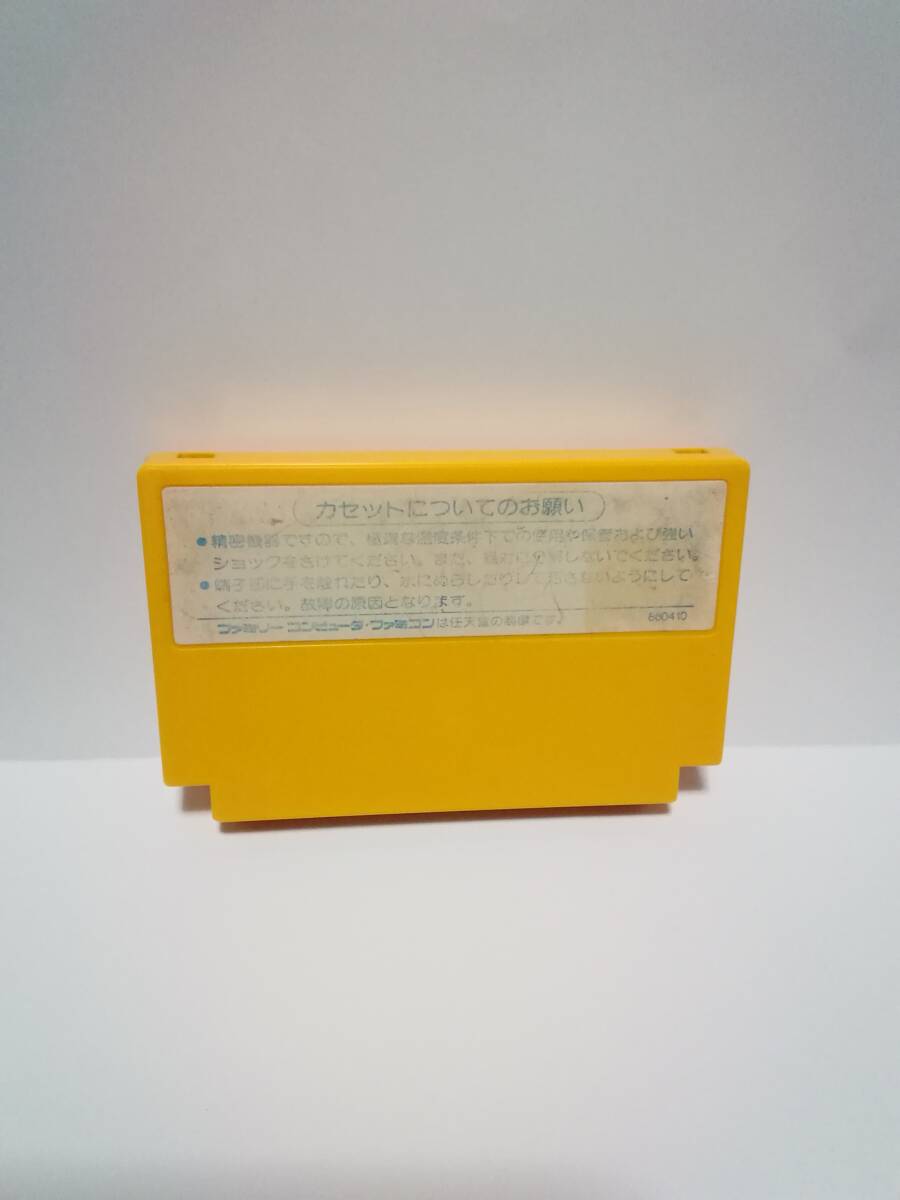 カセットについてのお願い
●精密機器ですので、極端な温度条件下での使用や保管および強い
ショックをさけてください。また、絶対に分解しないでください。
●端子部に手を触れたり、水にぬらしたりして汚さないようにして
ください。故障の原因となります。
ファミリーコンピュータ・ファミコンは任天堂の商標です。
660410